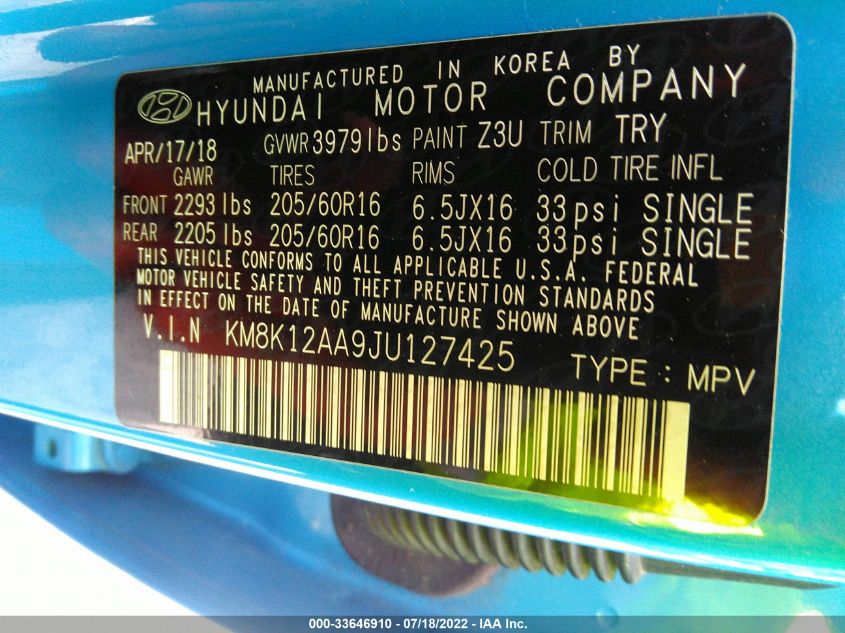 MANUFACTURED IN KOREA BY
HYUNDAI MOTOR COMPANY
APR/17/18 GVWR 3979lbs PAINT Z3U TRIM TRY
GAWR TIRES RIMS COLD TIRE INFL
FRONT 2293lbs 205/60R16 6.5JX16 33psi SINGLE
REAR 2205lbs 205/60R16 6.5JX16 33psi SINGLE
THIS VEHICLE CONFORMS TO ALL APPLICABLE U.S.A. FEDERAL
MOTOR VEHICLE SAFETY AND THEFT PREVENTION STANDARDS
IN EFFECT ON THE DATE OF MANUFACTURE SHOWN ABOVE
V.I.N KM8K12AA9JU127425
TYPE : MPV
000-33646910 - 07/18/2022 - IAA Inc.